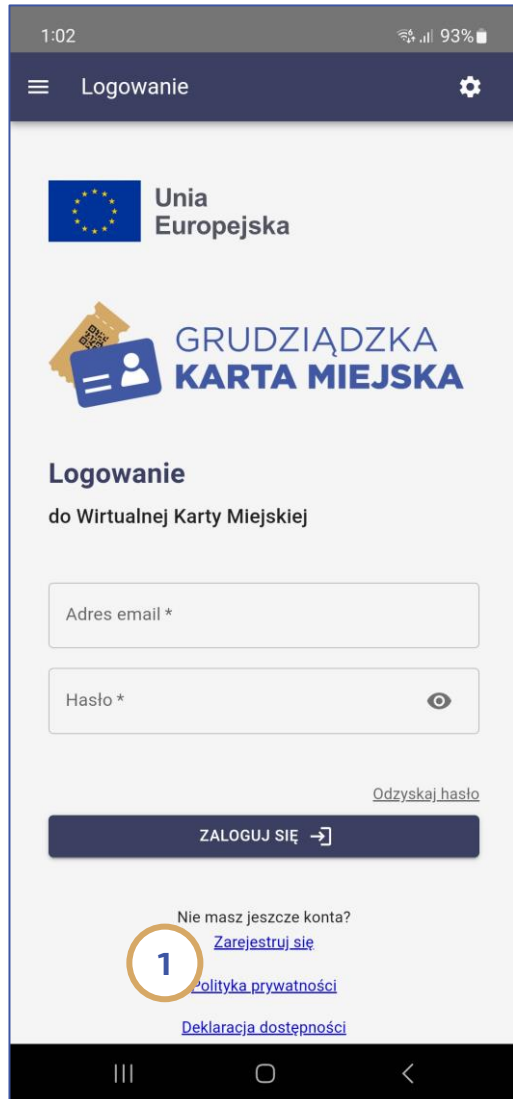 1:02
93%
Logowanie
Unia
Europejska
GRUDZIĄDZKA
KARTA MIEJSKA
Logowanie
do Wirtualnej Karty Miejskiej
Adres email *
Hasło *
Odzyskaj hasło
ZALOGUJ SIĘ
Nie masz jeszcze konta?
Zarejestruj się
1
Polityka prywatności
Deklaracja dostępności